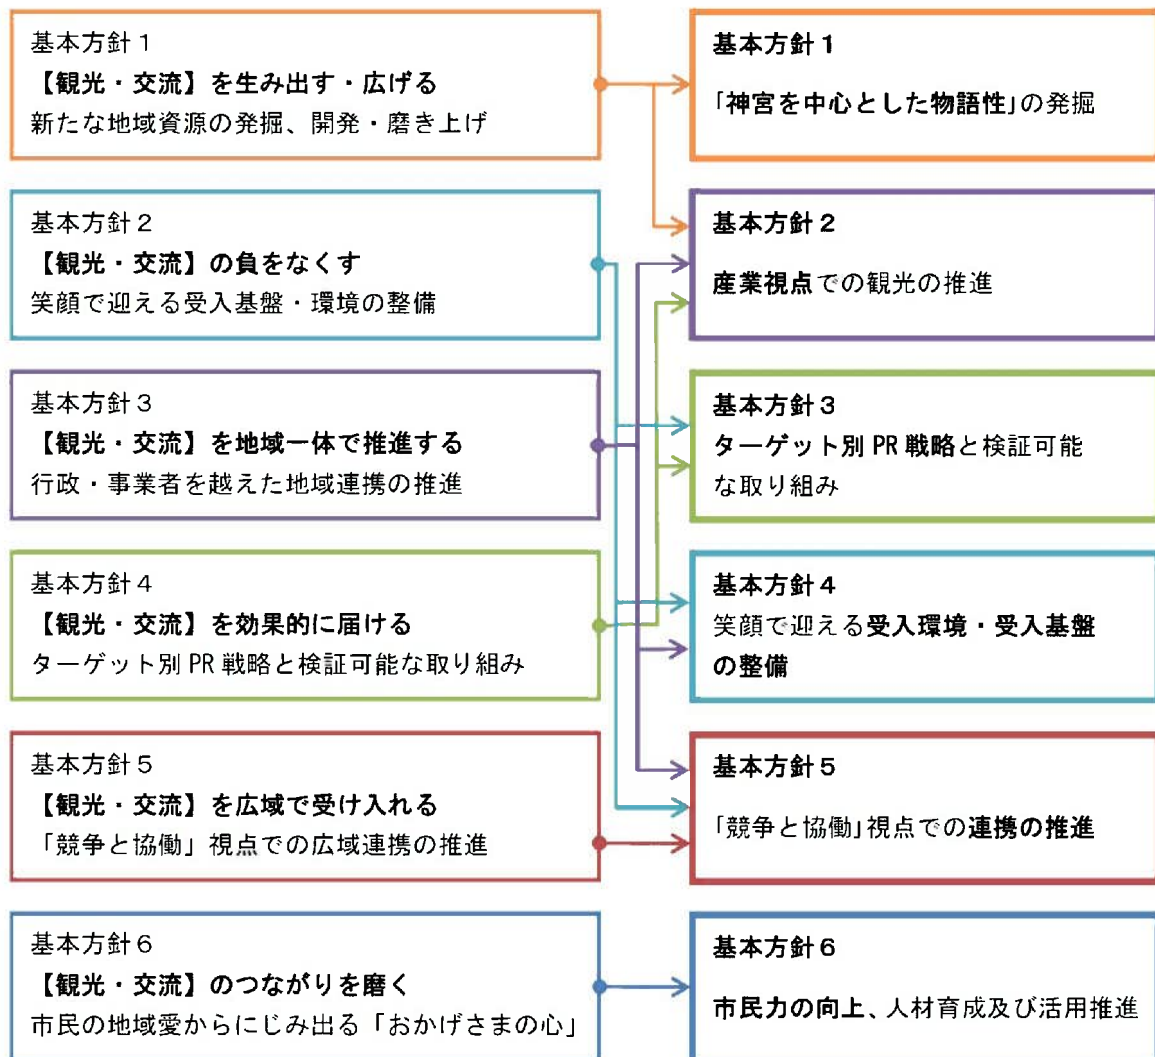 基本方針1
【観光・交流】を生み出す・広げる
新たな地域資源の発掘、開発・磨き上げ
基本方針2
【観光・交流】の負をなくす
笑顔で迎える受入基盤・環境の整備
基本方針3
【観光・交流】を地域一体で推進する
行政・事業者を越えた地域連携の推進
基本方針4
【観光・交流】を効果的に届ける
ターゲット別 PR 戦略と検証可能な取り組み
基本方針5
【観光・交流】を広域で受け入れる
「競争と協働」視点での広域連携の推進
基本方針6
【観光・交流】のつながりを磨く
市民の地域愛からにじみ出る「おかげさまの心」
基本方針1
「神宮を中心とした物語性」の発掘
基本方針2
産業視点での観光の推進
基本方針3
ターゲット別 PR 戦略と検証可能
な取り組み
基本方針4
笑顔で迎える受入環境・受入基盤
の整備
基本方針5
「競争と協働」視点での連携の推進
基本方針6
市民力の向上、人材育成及び活用推進